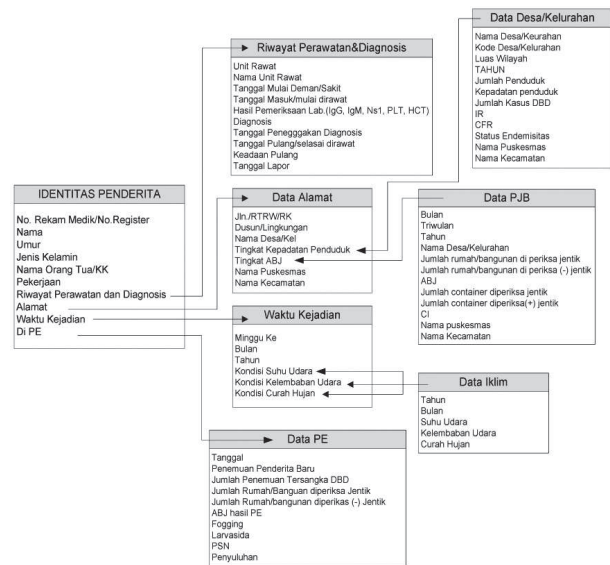 Data Desa/Kelurahan
Nama Desa/Keurahan
Kode Desa/Kelurahan
Luas Wilayah
TAHUN
Jumlah Penduduk
Kepadatan penduduk
Jumlah Kasus DBD
IR
CFR
Status Endemisitas
Nama Puskesmas
Nama Kecamatan
Riwayat Perawatan&Diagnosis
Unit Rawat
Nama Unit Rawat
Tanggal Mulai Deman/Sakit
Tanggal Masuk/mulai dirawat
Hasil Pemeriksaan Lab.(IgG, IgM, Ns1, PLT, HCT)
Diagnosis
Tanggal Penegggakan Diagnosis
Tanggal Pulang/selasai dirawat
Keadaan Pulang
Tanggal Lapor
IDENTITAS PENDERITA
No. Rekam Medik/No.Register
Nama
Umur
Jenis Kelamin
Nama Orang Tua/KK
Pekerjaan
Riwayat Perawatan dan Diagnosis
Alamat
Waktu Kejadian
Di PE
Data Alamat
Jln./RTRW/RK
Dusun/Lingkungan
Nama Desa/Kel
Tingkat Kepadatan Penduduk
Tingkat ABJ
Nama Puskesmas
Nama Kecamatan
Data PJB
Bulan
Triwulan
Tahun
Nama Desa/Kelurahan
Jumlah rumah/bangunan di periksa jentik
Jumlah rumah/bangunan di periksa (-) jentik
ABJ
Jumlah container diperiksa jentik
Jumlah container diperiksa(+) jentik
CI
Nama puskesmas
Nama Kecamatan
Waktu Kejadian
Minggu Ke
Bulan
Tahun
Kondisi Suhu Udara
Kondisi Kelembaban Udara
Kondisi Curah Hujan
Data Iklim
Tahun
Bulan
Suhu Udara
Kelembaban Udara
Curah Hujan
Data PE
Tanggal
Penemuan Penderita Baru
Jumlah Penemuan Tersangka DBD
Jumlah Rumah/Banguan diperiksa Jentik
Jumlah Rumah/bangunan diperikas (-) Jentik
ABJ hasil PE
Fogging
Larvasida
PSN
Penyuluhan